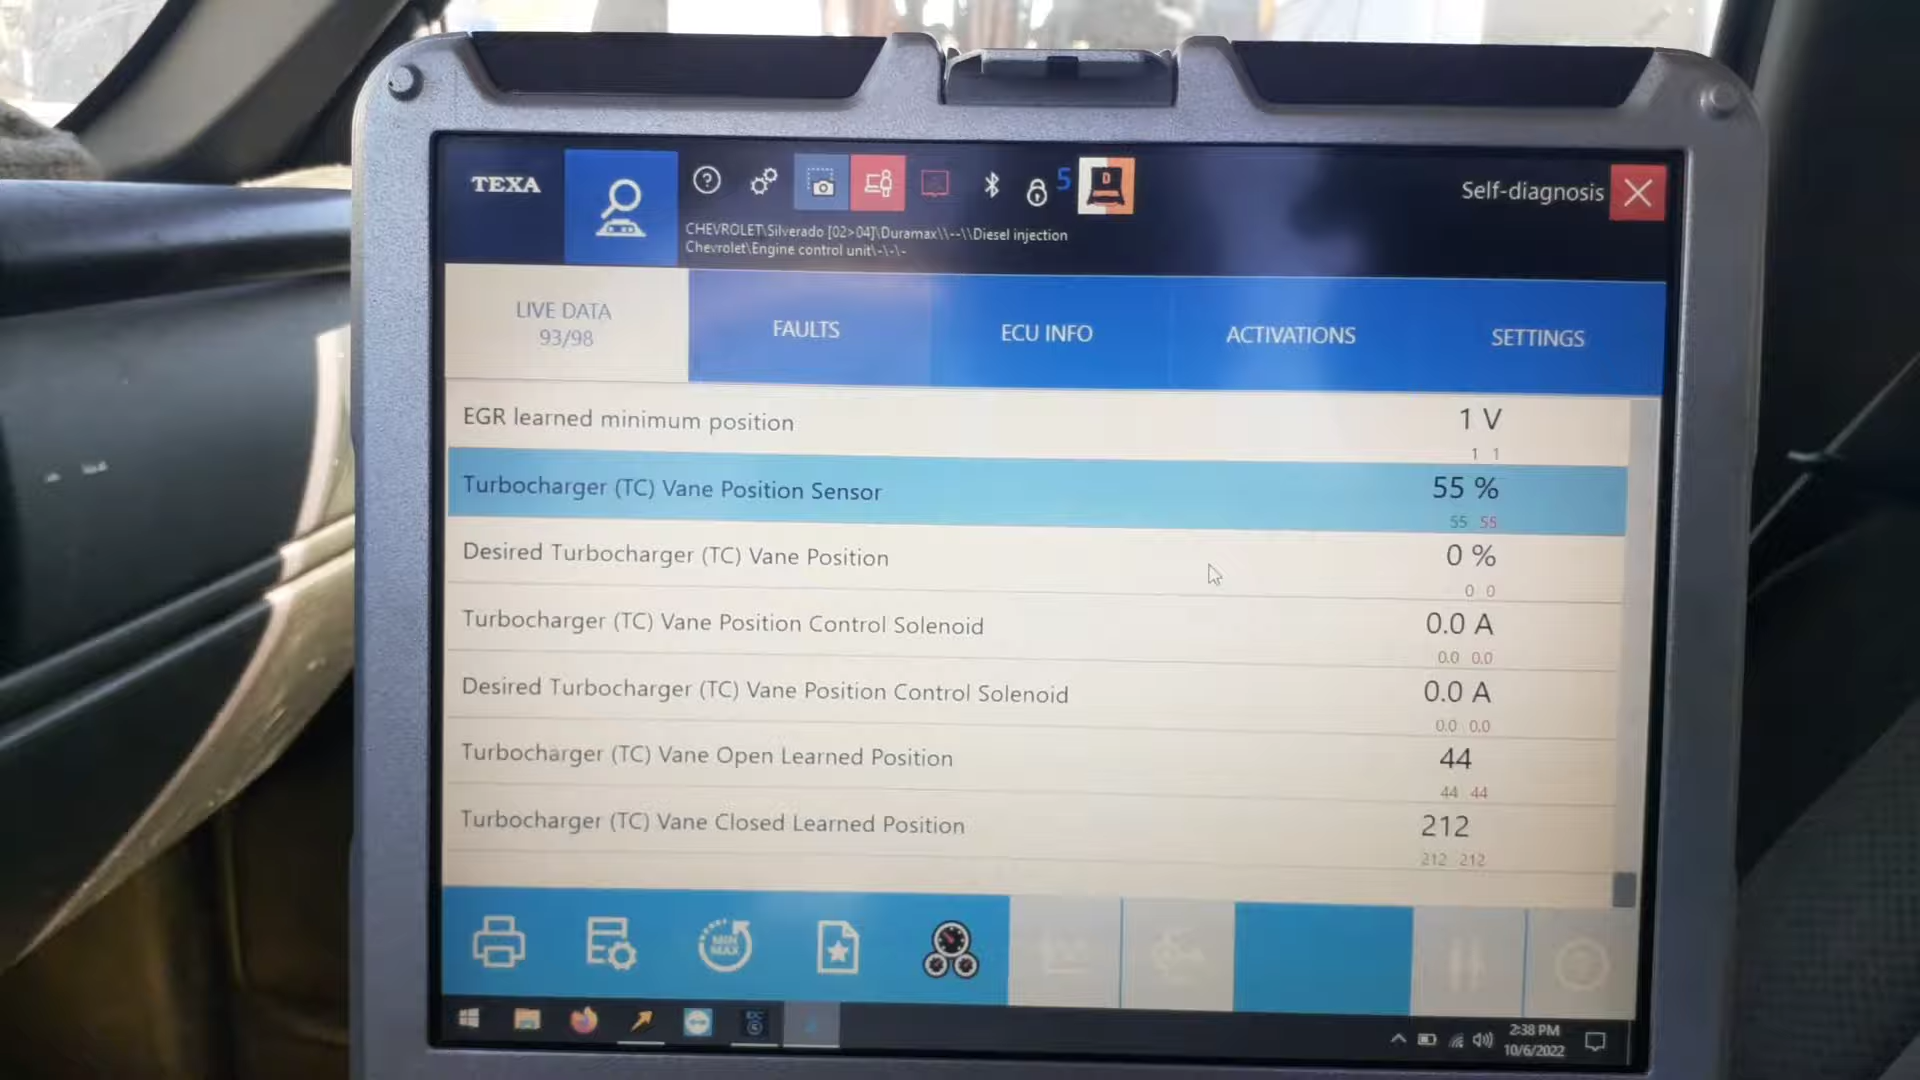 TEXA
5
D
Self-diagnosis
CHEVROLET\Silverado [02>04]\Duramax\\--\\Diesel injection
Chevrolet\Engine control unit\-\-\-
LIVE DATA
93/98
FAULTS
ECU INFO
ACTIVATIONS
SETTINGS
EGR learned minimum position
1 V
1 1
Turbocharger (TC) Vane Position Sensor
55 %
55 55
Desired Turbocharger (TC) Vane Position
0 %
0 0
Turbocharger (TC) Vane Position Control Solenoid
0.0 A
0.0 0.0
Desired Turbocharger (TC) Vane Position Control Solenoid
0.0 A
0.0 0.0
Turbocharger (TC) Vane Open Learned Position
44
44 44
Turbocharger (TC) Vane Closed Learned Position
212
212 212
MIN
MAX
2:38 PM
10/6/2022